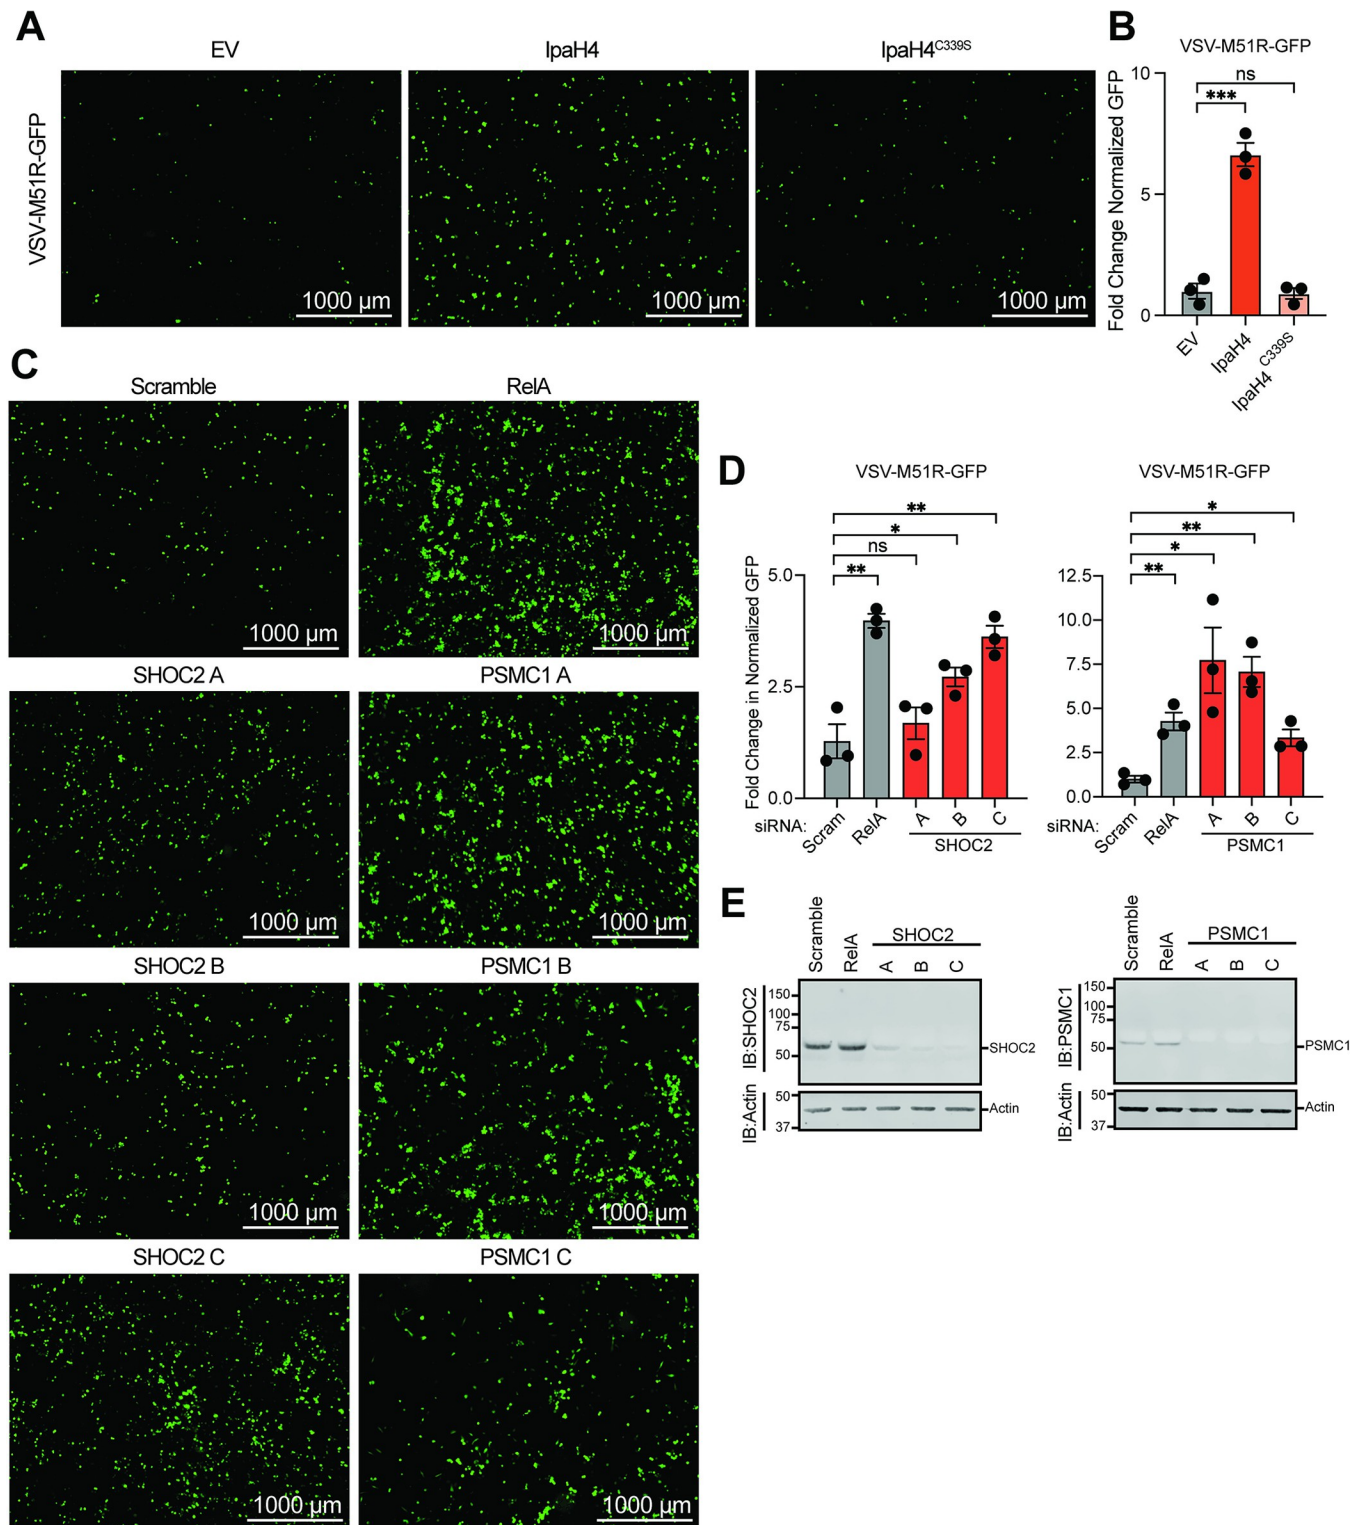 A
EV
IpaH4
IpaH4C339S
VSV-M51R-GFP
1000 µm
1000 µm
1000 µm
B
VSV-M51R-GFP
ns
***
Fold Change Normalized GFP
10
5
0
EV
IpaH4
IpaH4C339S
C
Scramble
RelA
1000 µm
1000 µm
SHOC2 A
PSMC1 A
1000 µm
1000 µm
SHOC2 B
PSMC1 B
1000 µm
1000 µm
SHOC2 C
PSMC1 C
1000 µm
1000 µm
D
VSV-M51R-GFP
**
*
ns
**
Fold Change in Normalized GFP
5.0
2.5
0.0
siRNA:
Scram
RelA
A
B
C
SHOC2
VSV-M51R-GFP
*
**
*
**
12.5
10.0
7.5
5.0
2.5
0.0
siRNA:
Scram
RelA
A
B
C
PSMC1
E
Scramble
RelA
SHOC2
A
B
C
IB:SHOC2
150
100
75
50
SHOC2
IB:Actin
50
37
Actin
Scramble
RelA
PSMC1
A
B
C
IB:PSMC1
150
100
75
50
PSMC1
IB:Actin
50
37
Actin